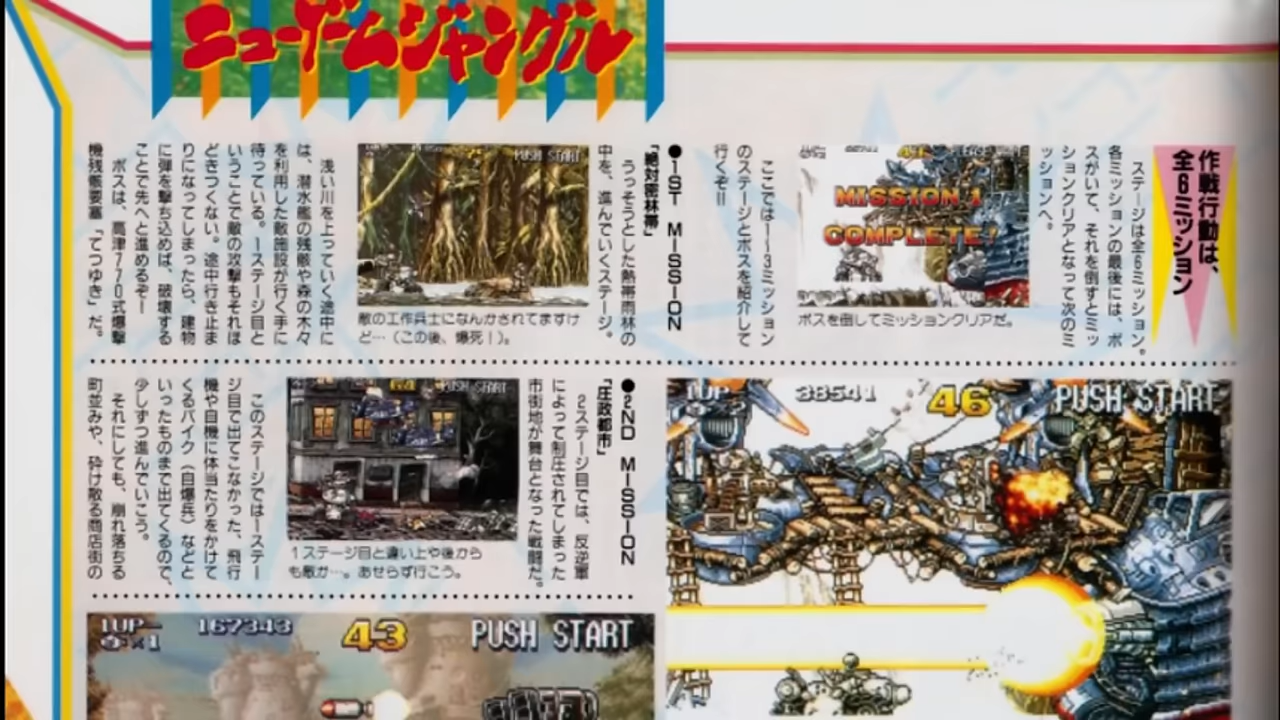 ニューゲームジャングル
作戦行動は、
全6ミッション
ステージは全6ミッション。
各ミッションの最後には、ボ
スがいて、それを倒すとミッ
ションクリアとなって次のミ
ッションへ。
MISSION 1
COMPLETE!
ボスを倒してミッションクリアだ。
ここでは1〜3ミッション
のステージとボスを紹介して
行くぞ!!
●1ST MISSION
「絶対密林帯」
うっそうとした熱帯雨林の
中を、進んでいくステージ。
PUSH START
敵の工作兵士になんかされてますけ
ど…(この後、爆死!)。
浅い川を上っていく途中に
は、潜水艦の残骸や森の木々
を利用した敵施設が行く手に
待っている。1ステージ目と
いうことで敵の攻撃もそれほ
どきつくない。途中行き止ま
りになってしまったら、建物
に弾を撃ち込めば、破壊する
ことで先へと進めるぞ!
ボスは、高津770式爆撃
機残骸要塞「てつゆき」だ。
1UP
38541
46
PUSH START
●2ND MISSION
「圧政都市」
2ステージ目では、反逆軍
によって制圧されてしまった
市街地が舞台となった戦闘だ。
PUSH START
1ステージ目と違い上や後から
も敵が…。あせらず行こう。
このステージでは1ステー
ジ目で出てこなかった、飛行
機や自機に体当たりをかけて
くるバイク(自爆兵)などと
いったものまで出てくるので、
少しずつ進んでいこう。
それにしても、崩れ落ちる
町並みや、砕け散る商店街の
1UP
×1
167343
43
PUSH START